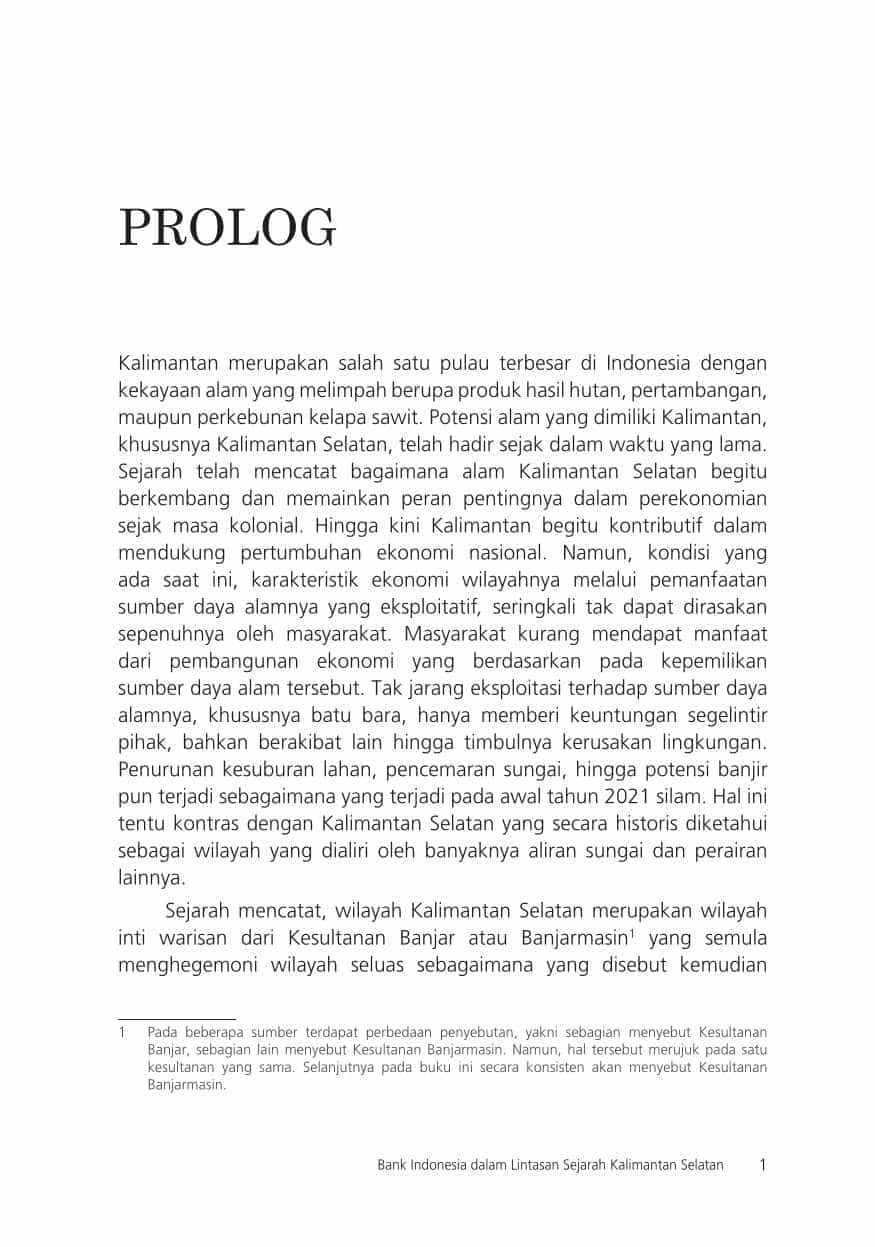 PROLOG
Kalimantan merupakan salah satu pulau terbesar di Indonesia dengan
kekayaan alam yang melimpah berupa produk hasil hutan, pertambangan,
maupun perkebunan kelapa sawit. Potensi alam yang dimiliki Kalimantan,
khususnya Kalimantan Selatan, telah hadir sejak dalam waktu yang lama.
Sejarah telah mencatat bagaimana alam Kalimantan Selatan begitu
berkembang dan memainkan peran pentingnya dalam perekonomian
sejak masa kolonial. Hingga kini Kalimantan begitu kontributif dalam
mendukung pertumbuhan ekonomi nasional. Namun, kondisi yang
ada saat ini, karakteristik ekonomi wilayahnya melalui pemanfaatan
sumber daya alamnya yang eksploitatif, seringkali tak dapat dirasakan
sepenuhnya oleh masyarakat. Masyarakat kurang mendapat manfaat
dari pembangunan ekonomi yang berdasarkan pada kepemilikan
sumber daya alam tersebut. Tak jarang eksploitasi terhadap sumber daya
alamnya, khususnya batu bara, hanya memberi keuntungan segelintir
pihak, bahkan berakibat lain hingga timbulnya kerusakan lingkungan.
Penurunan kesuburan lahan, pencemaran sungai, hingga potensi banjir
pun terjadi sebagaimana yang terjadi pada awal tahun 2021 silam. Hal ini
tentu kontras dengan Kalimantan Selatan yang secara historis diketahui
sebagai wilayah yang dialiri oleh banyaknya aliran sungai dan perairan
lainnya.
Sejarah mencatat, wilayah Kalimantan Selatan merupakan wilayah
inti warisan dari Kesultanan Banjar atau Banjarmasin¹ yang semula
menghegemoni wilayah seluas sebagaimana yang disebut kemudian
1 Pada beberapa sumber terdapat perbedaan penyebutan, yakni sebagian menyebut Kesultanan
Banjar, sebagian lain menyebut Kesultanan Banjarmasin. Namun, hal tersebut merujuk pada satu
kesultanan yang sama. Selanjutnya pada buku ini secara konsisten akan menyebut Kesultanan
Banjarmasin.
Bank Indonesia dalam Lintasan Sejarah Kalimantan Selatan 1